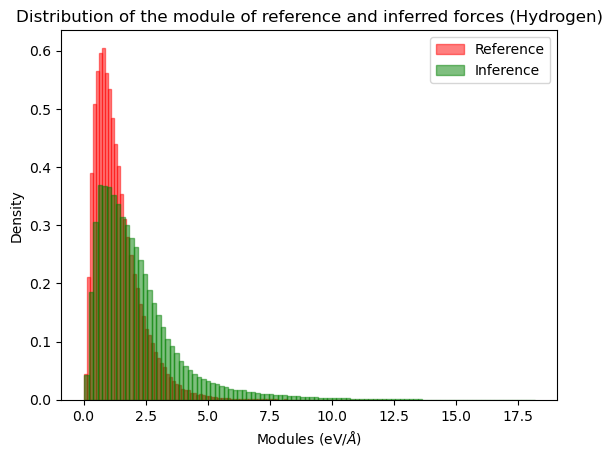 Distribution of the module of reference and inferred forces (Hydrogen)
Reference
Inference
0.6
0.5
0.4
0.3
0.2
0.1
0.0
Density
0.0 2.5 5.0 7.5 10.0 12.5 15.0 17.5
Modules (eV/Å)